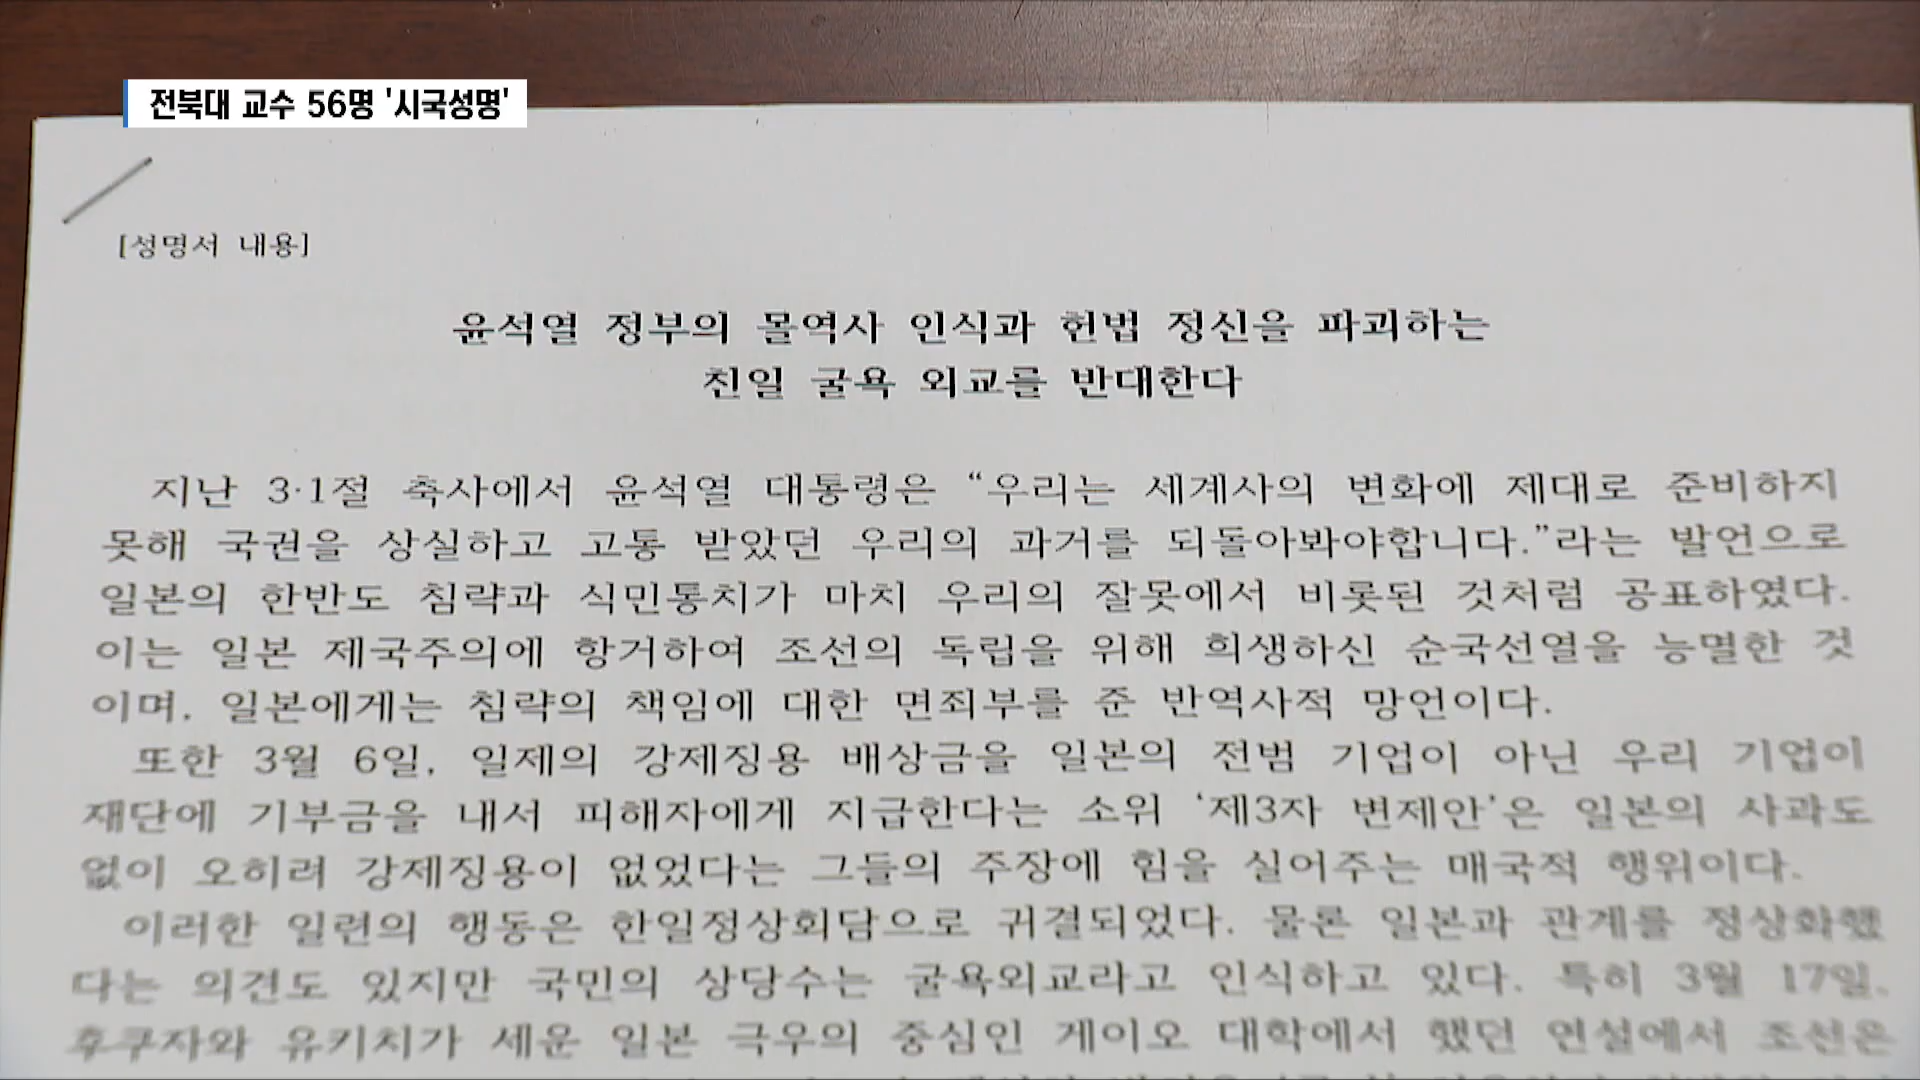 전북대 교수 56명 '시국성명'
[성명서 내용]
윤석열 정부의 몰역사 인식과 헌법 정신을 파괴하는
친일 굴욕 외교를 반대한다
지난 3·1절 축사에서 윤석열 대통령은 “우리는 세계사의 변화에 제대로 준비하지
못해 국권을 상실하고 고통 받았던 우리의 과거를 되돌아봐야합니다.”라는 발언으로
일본의 한반도 침략과 식민통치가 마치 우리의 잘못에서 비롯된 것처럼 공표하였다.
이는 일본 제국주의에 항거하여 조선의 독립을 위해 희생하신 순국선열을 능멸한 것
이며, 일본에게는 침략의 책임에 대한 면죄부를 준 반역사적 망언이다.
또한 3월 6일, 일제의 강제징용 배상금을 일본의 전범 기업이 아닌 우리 기업이
재단에 기부금을 내서 피해자에게 지급한다는 소위 ‘제3자 변제안’은 일본의 사과도
없이 오히려 강제징용이 없었다는 그들의 주장에 힘을 실어주는 매국적 행위이다.
이러한 일련의 행동은 한일정상회담으로 귀결되었다. 물론 일본과 관계를 정상화했
다는 의견도 있지만 국민의 상당수는 굴욕외교라고 인식하고 있다. 특히 3월 17일,
후쿠자와 유키치가 세운 일본 극우의 중심인 게이오 대학에서 했던 연설에서 조선은